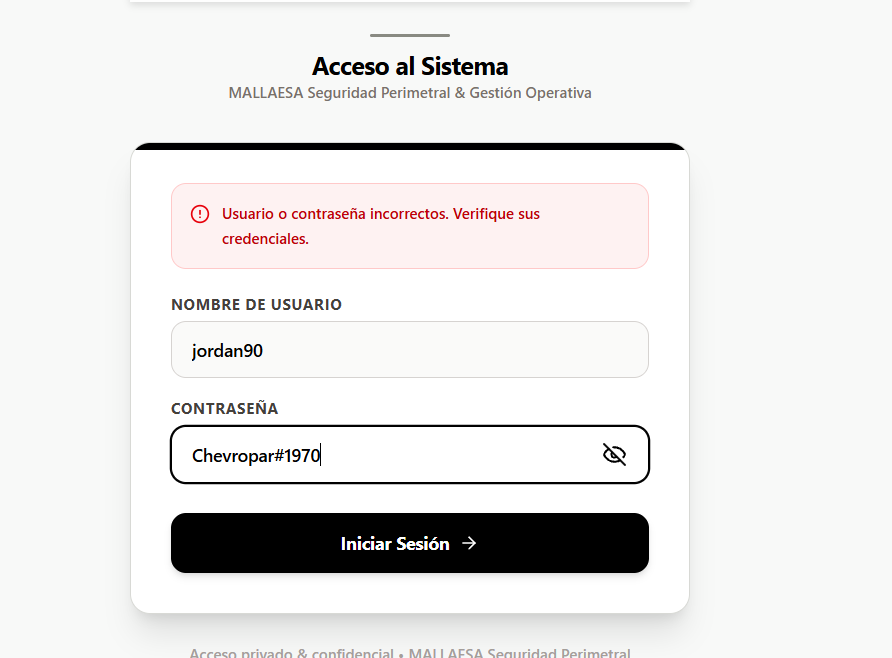 Acceso al Sistema
MALLAESA Seguridad Perimetral & Gestión Operativa
Usuario o contraseña incorrectos. Verifique sus
credenciales.
NOMBRE DE USUARIO
jordan90
CONTRASEÑA
Chevropar#1970
Iniciar Sesión →
Acceso privado & confidencial • MALLAESA Seguridad Perimetral